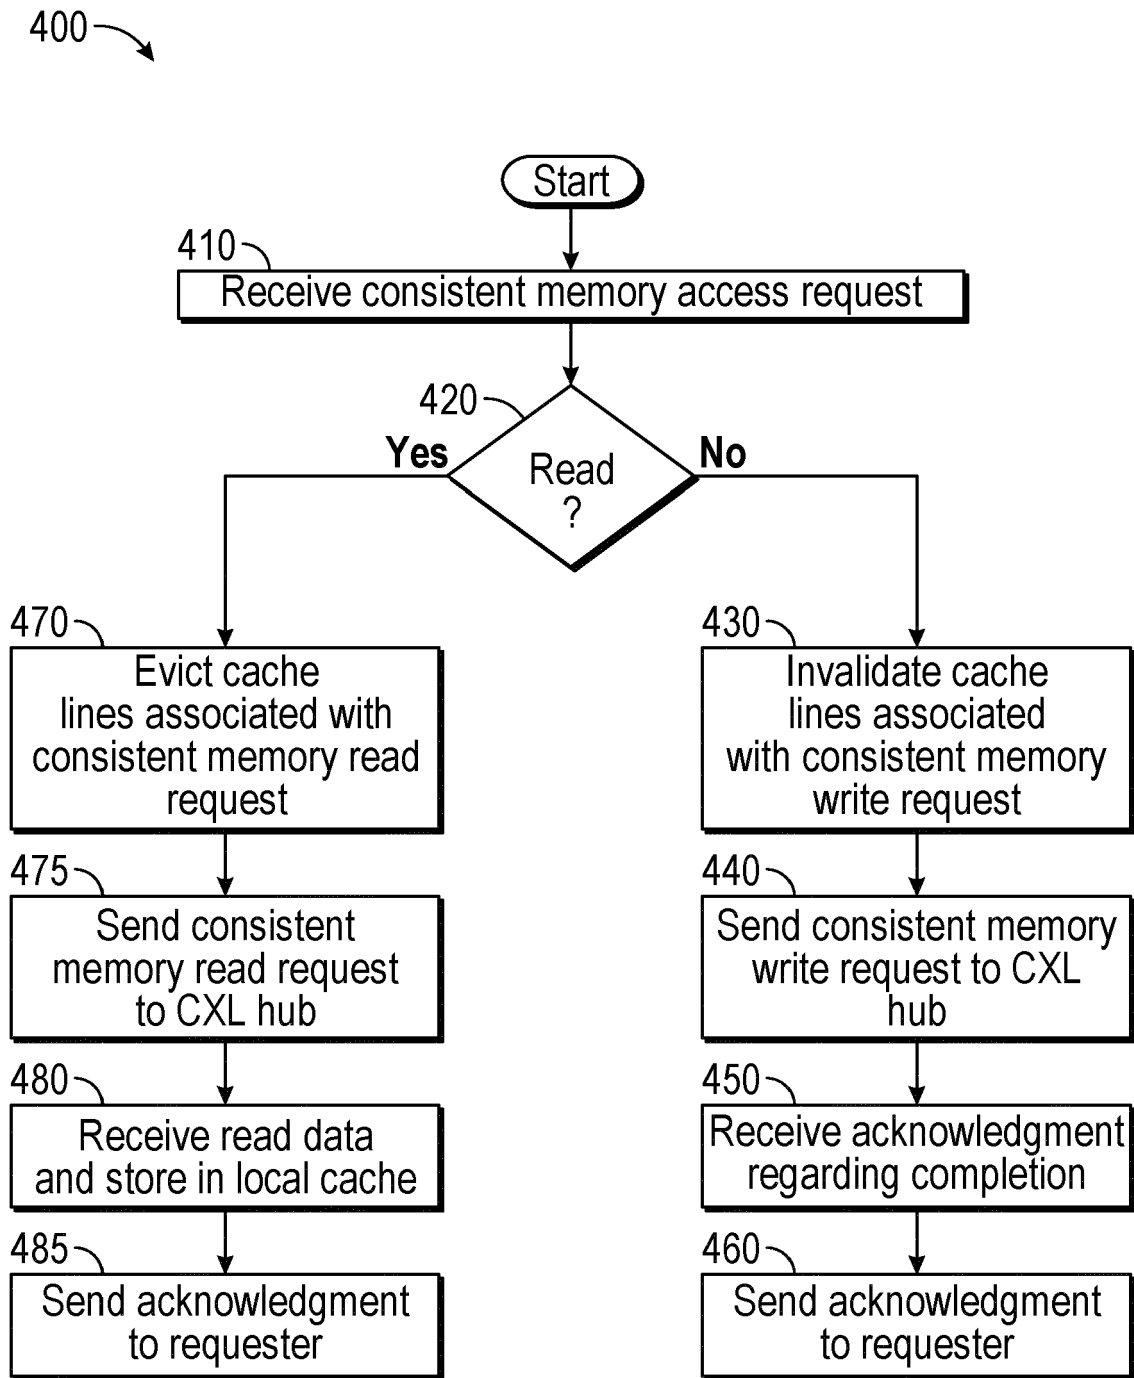 400
Start
410
Receive consistent memory access request
420
Yes
No
Read
?
470
Evict cache
lines associated with
consistent memory read
request
475
Send consistent
memory read request
to CXL hub
480
Receive read data
and store in local cache
485
Send acknowledgment
to requester
430
Invalidate cache
lines associated
with consistent memory
write request
440
Send consistent memory
write request to CXL
hub
450
Receive acknowledgment
regarding completion
460
Send acknowledgment
to requester